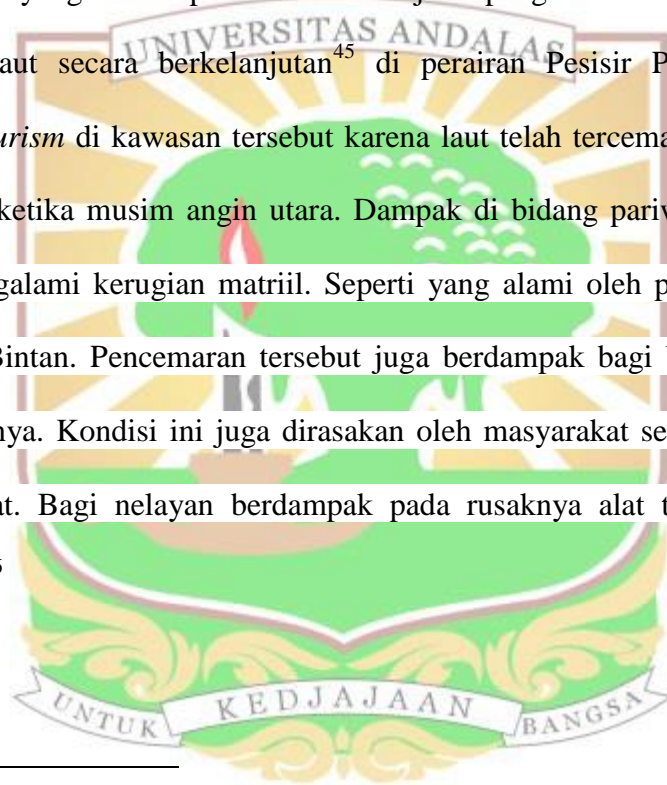 UNIVERSITAS ANDALAS
aut secara berkelanjutan45 di perairan Pesisir P
urism di kawasan tersebut karena laut telah tercema
ketika musim angin utara. Dampak di bidang pariw
galami kerugian matriil. Seperti yang alami oleh p
Bintan. Pencemaran tersebut juga berdampak bagi
nya. Kondisi ini juga dirasakan oleh masyarakat se
at. Bagi nelayan berdampak pada rusaknya alat t
UNTUK KEDJAJAAN BANGSA